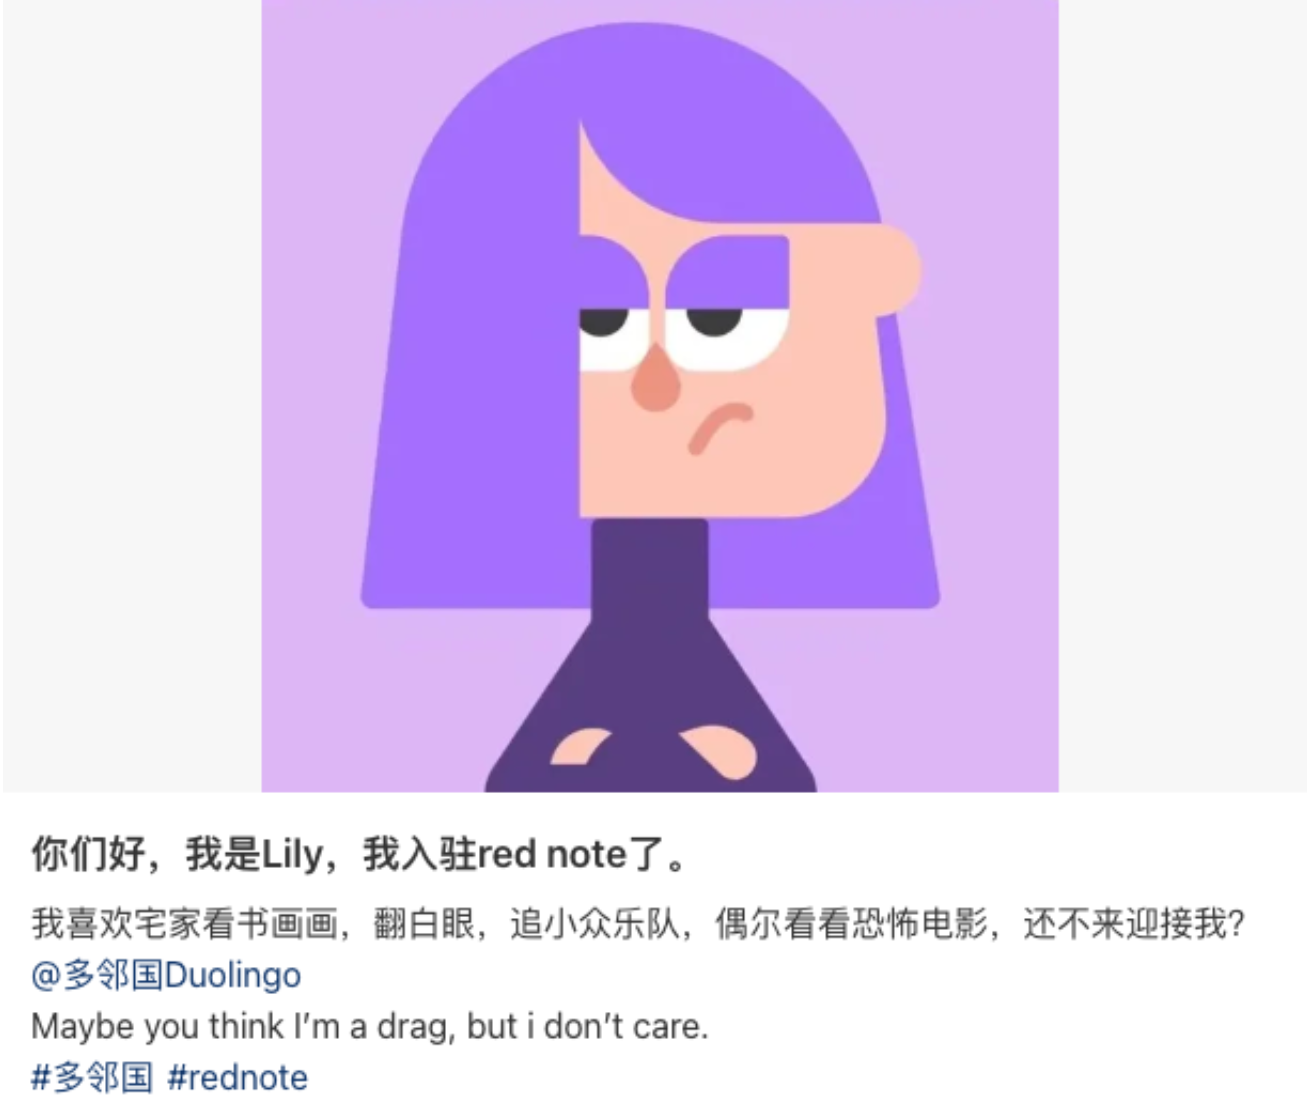 你们好，我是Lily，我入驻red note了。
我喜欢宅家看书画画，翻白眼，追小众乐队，偶尔看看恐怖电影，还不来迎接我？
@多邻国Duolingo
Maybe you think I’m a drag, but i don’t care.
#多邻国 #rednote